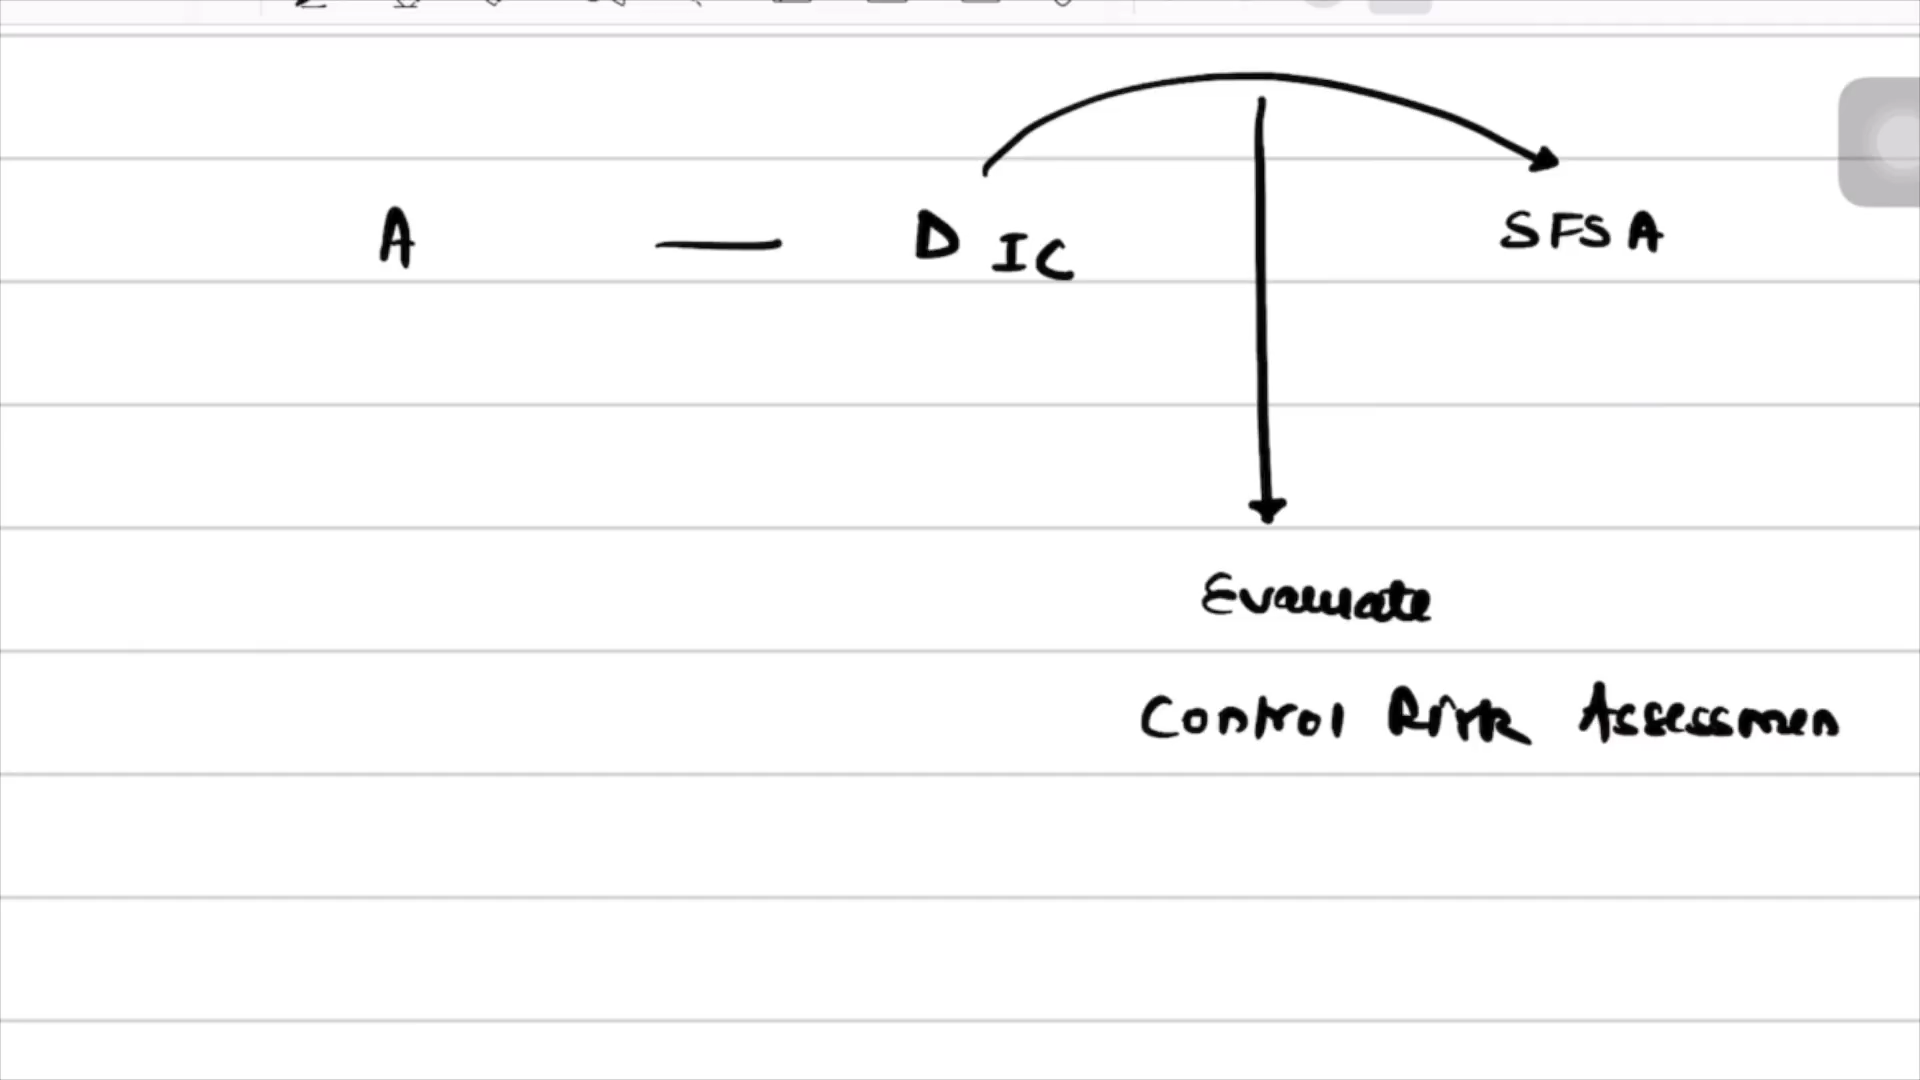 A — D IC SFSA
Evaluate
Control Risk Assessmen